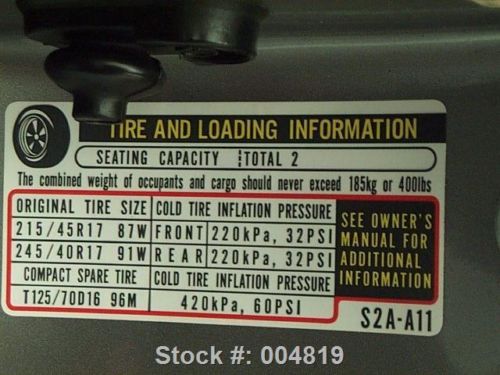 TIRE AND LOADING INFORMATION
SEATING CAPACITY TOTAL 2
The combined weight of occupants and cargo should never exceed 185kg or 400lbs
ORIGINAL TIRE SIZE COLD TIRE INFLATION PRESSURE
215/45R17 87W FRONT 220kPa, 32PSI
245/40R17 91W REAR 220kPa, 32PSI
COMPACT SPARE TIRE COLD TIRE INFLATION PRESSURE
T125/70D16 96M 420kPa, 60PSI
SEE OWNER'S
MANUAL FOR
ADDITIONAL
INFORMATION
S2A-A11
Stock #: 004819